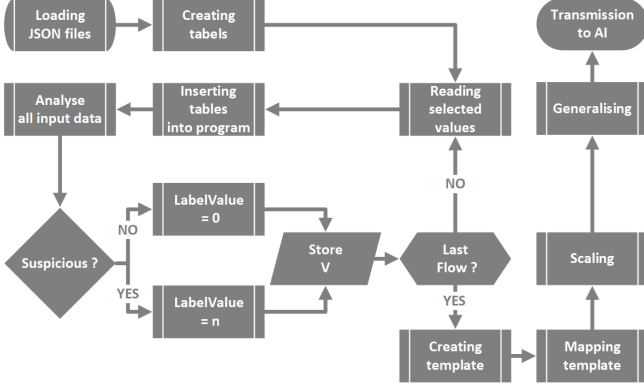 Loading
JSON files
Creating
tabels
Transmission
to AI
Analyse
all input data
Inserting
tables
into program
Reading
selected
values
Generalising
NO
LabelValue
= 0
NO
Suspicious ?
YES
LabelValue
= n
Store
V
Last
Flow ?
YES
Scaling
Creating
template
Mapping
template